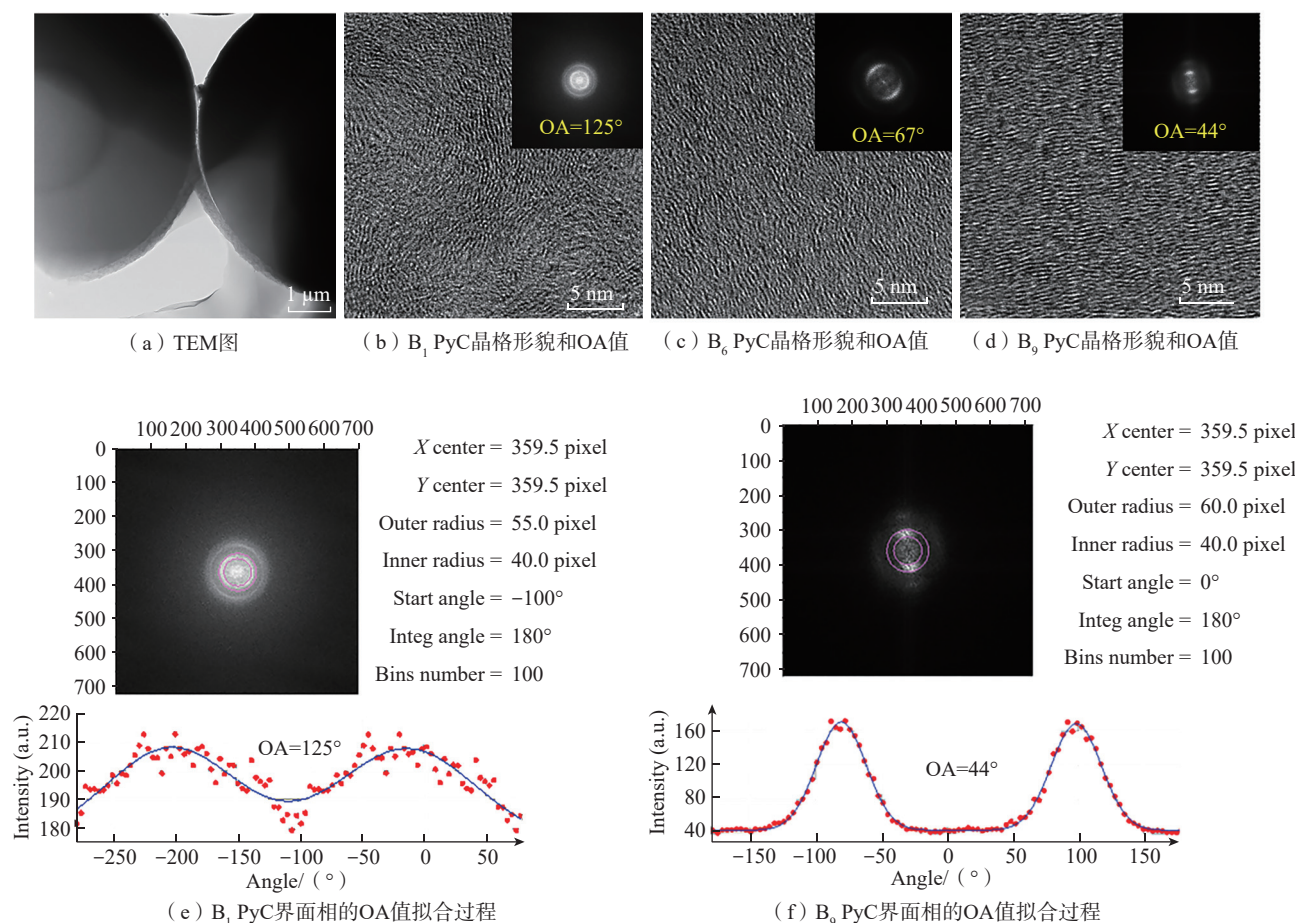 OA=125°
OA=67°
OA=44°
1 μm
5 nm
5 nm
5 nm
(a)TEM图
(b)B₁ PyC晶格形貌和OA值
(c)B₆ PyC晶格形貌和OA值
(d)B₉ PyC晶格形貌和OA值
100 200 300 400 500 600 700
0
100
200
300
400
500
600
700
X center = 359.5 pixel
Y center = 359.5 pixel
Outer radius = 55.0 pixel
Inner radius = 40.0 pixel
Start angle = −100°
Integ angle = 180°
Bins number = 100
220
210
200
190
180
Intensity (a.u.)
OA=125°
−250 −200 −150 −100 −50 0 50
Angle/(°)
(e)B₁ PyC界面相的OA值拟合过程
100 200 300 400 500 600 700
0
100
200
300
400
500
600
700
X center = 359.5 pixel
Y center = 359.5 pixel
Outer radius = 60.0 pixel
Inner radius = 40.0 pixel
Start angle = 0°
Integ angle = 180°
Bins number = 100
160
120
80
40
Intensity (a.u.)
OA=44°
−150 −100 −50 0 50 100 150
Angle/(°)
(f)B₉ PyC界面相的OA值拟合过程